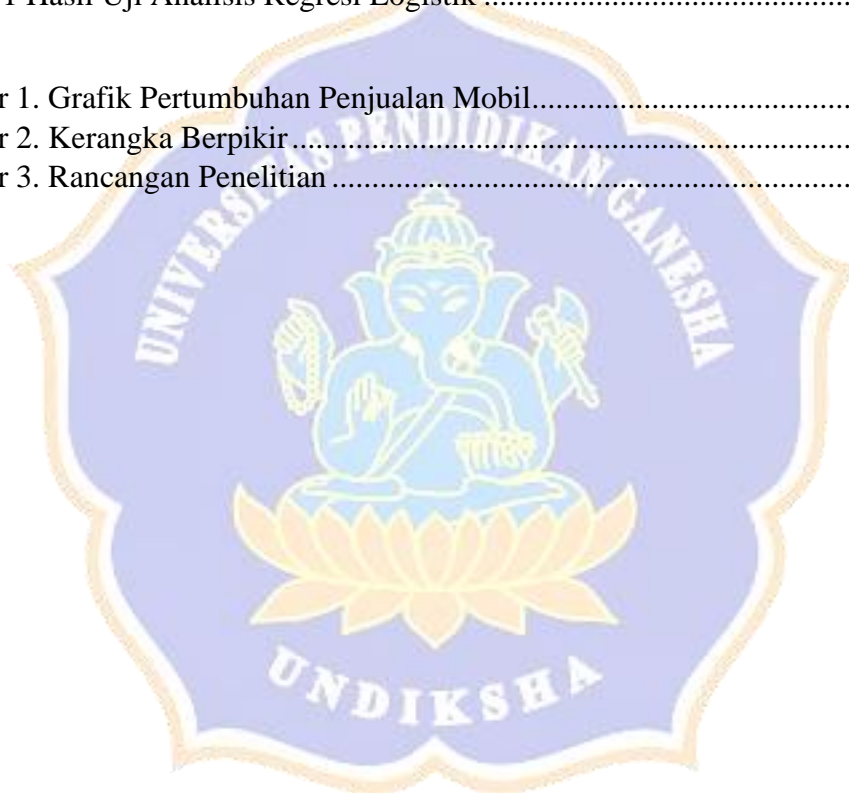 1 Hasil Uji Analisis Regresi Logistik ........................................................
r 1. Grafik Pertumbuhan Penjualan Mobil................................................
r 2. Kerangka Berpikir ....................................................................................
r 3. Rancangan Penelitian ..............................................................................
UNIVERSITAS PENDIDIKAN GANESHA
UNDIKSHA